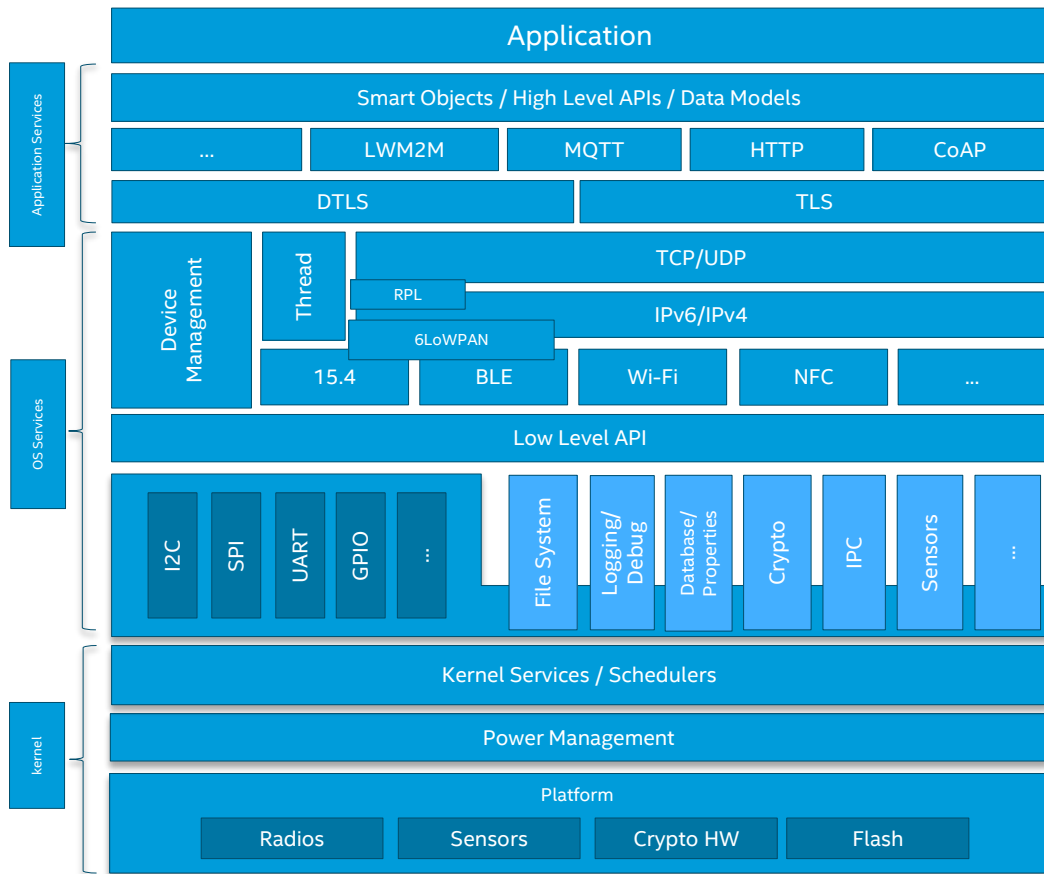 Application
Application Services
Smart Objects / High Level APIs / Data Models
...
LWM2M
MQTT
HTTP
CoAP
DTLS
TLS
OS Services
Device
Management
Thread
TCP/UDP
RPL
IPv6/IPv4
6LoWPAN
15.4
BLE
Wi-Fi
NFC
...
Low Level API
I2C
SPI
UART
GPIO
...
File System
Logging/
Debug
Database/
Properties
Crypto
IPC
Sensors
...
kernel
Kernel Services / Schedulers
Power Management
Platform
Radios
Sensors
Crypto HW
Flash